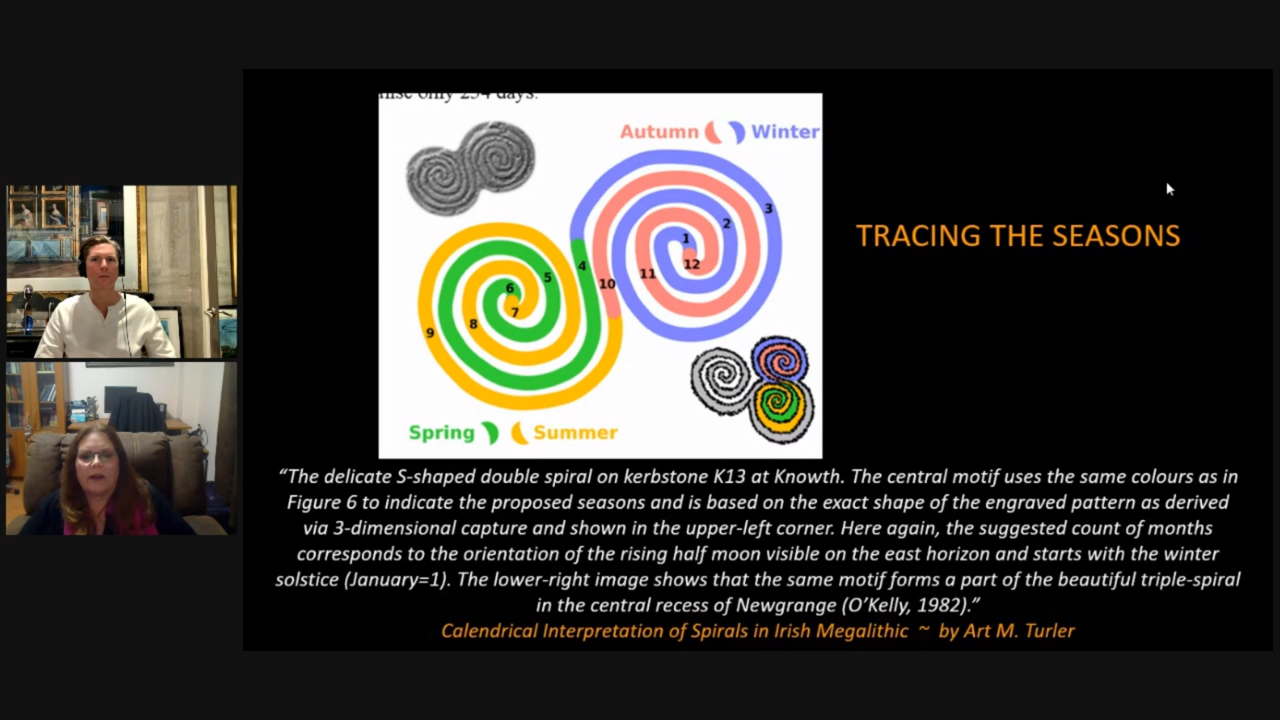 only 254 days.
Autumn Winter
3
2
1
4
12
5
11
10
6
7
8
9
Spring Summer
TRACING THE SEASONS
“The delicate S-shaped double spiral on kerbstone K13 at Knowth. The central motif uses the same colours as in
Figure 6 to indicate the proposed seasons and is based on the exact shape of the engraved pattern as derived
via 3-dimensional capture and shown in the upper-left corner. Here again, the suggested count of months
corresponds to the orientation of the rising half moon visible on the east horizon and starts with the winter
solstice (January=1). The lower-right image shows that the same motif forms a part of the beautiful triple-spiral
in the central recess of Newgrange (O’Kelly, 1982).”
Calendrical Interpretation of Spirals in Irish Megalithic ~ by Art M. Turler